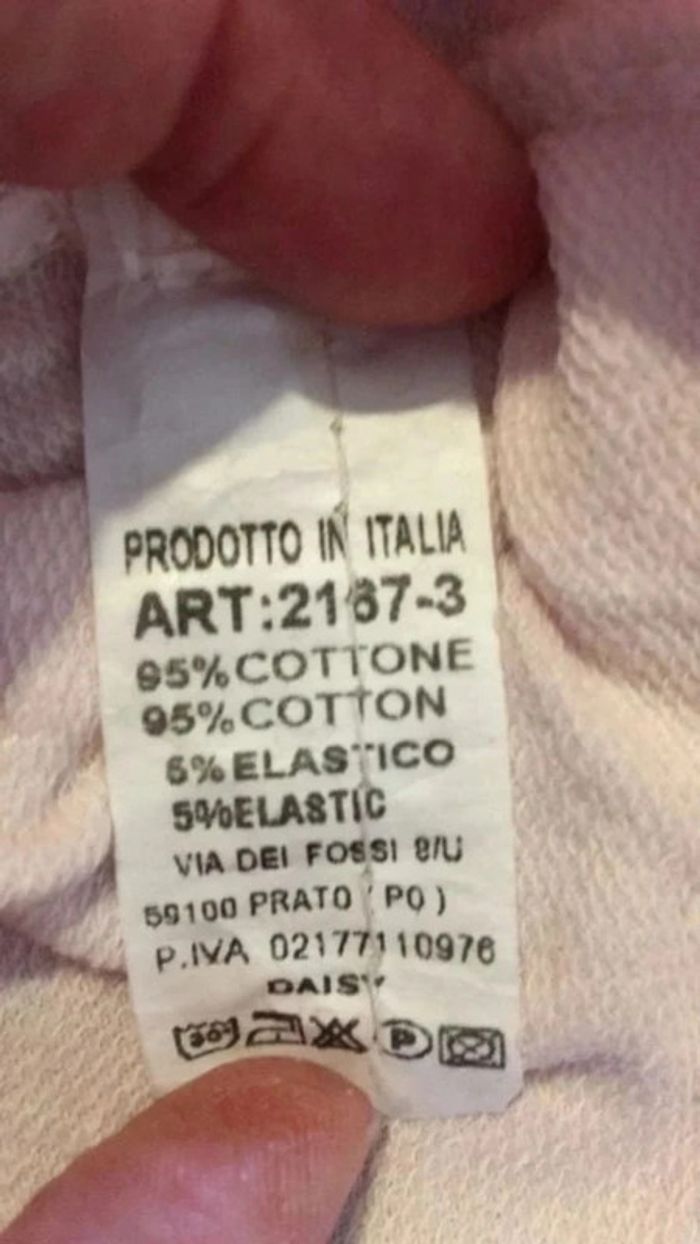 PRODOTTO IN ITALIA
ART:2167-3
95%COTTONE
95%COTTON
5%ELASTICO
5%ELASTIC
VIA DEI FOSSI 8/U
59100 PRATO (PO)
P.IVA 02177110976
DAISY
30°
P